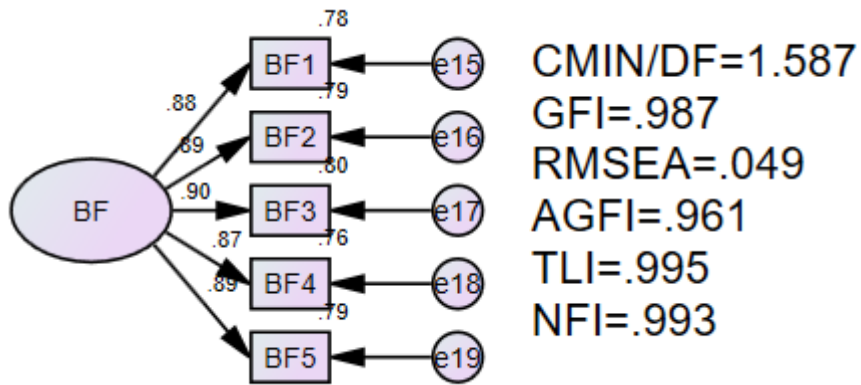 .78
BF1
e15
CMIN/DF=1.587
.88
.79
BF2
e16
GFI=.987
.89
.80
RMSEA=.049
BF
.90
BF3
e17
AGFI=.961
.87
.76
BF4
e18
TLI=.995
.89
.79
NFI=.993
BF5
e19